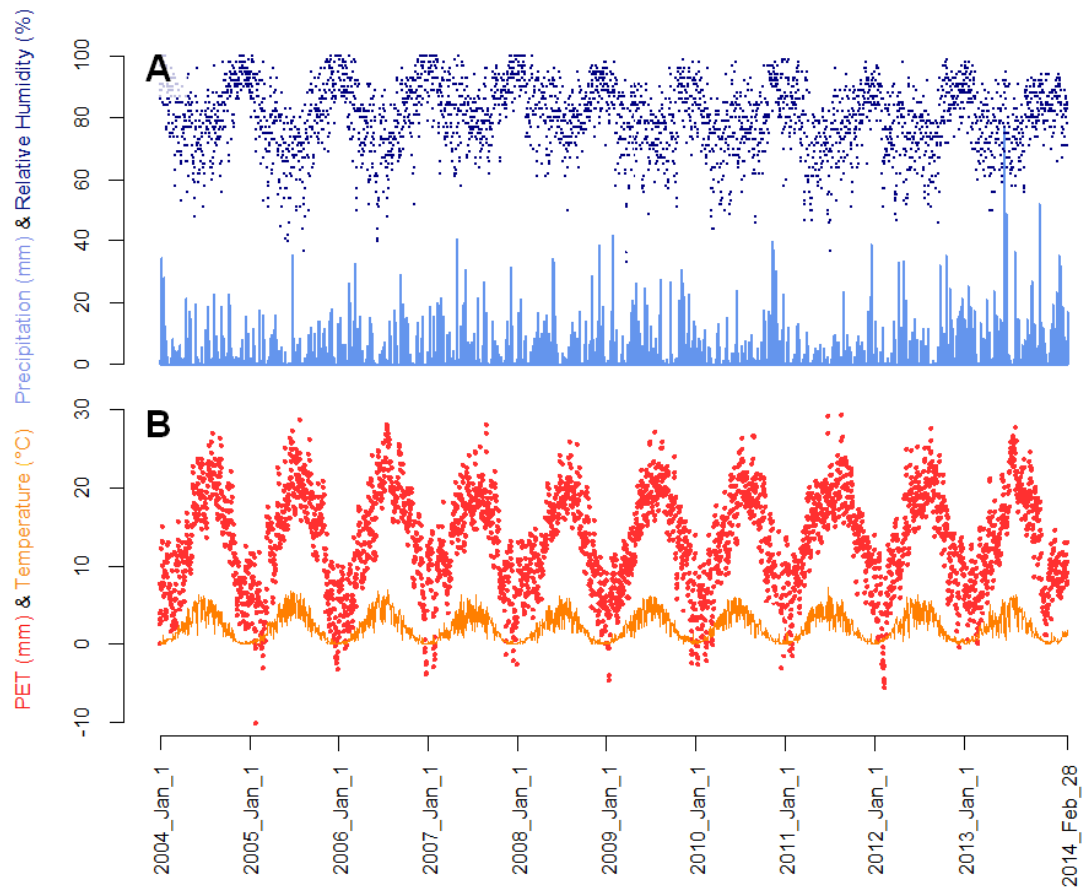 Precipitation (mm) & Relative Humidity (%)
A
100
80
60
40
20
0
PET (mm) & Temperature (°C)
B
30
20
10
0
-10
2004_Jan_1
2005_Jan_1
2006_Jan_1
2007_Jan_1
2008_Jan_1
2009_Jan_1
2010_Jan_1
2011_Jan_1
2012_Jan_1
2013_Jan_1
2014_Feb_28